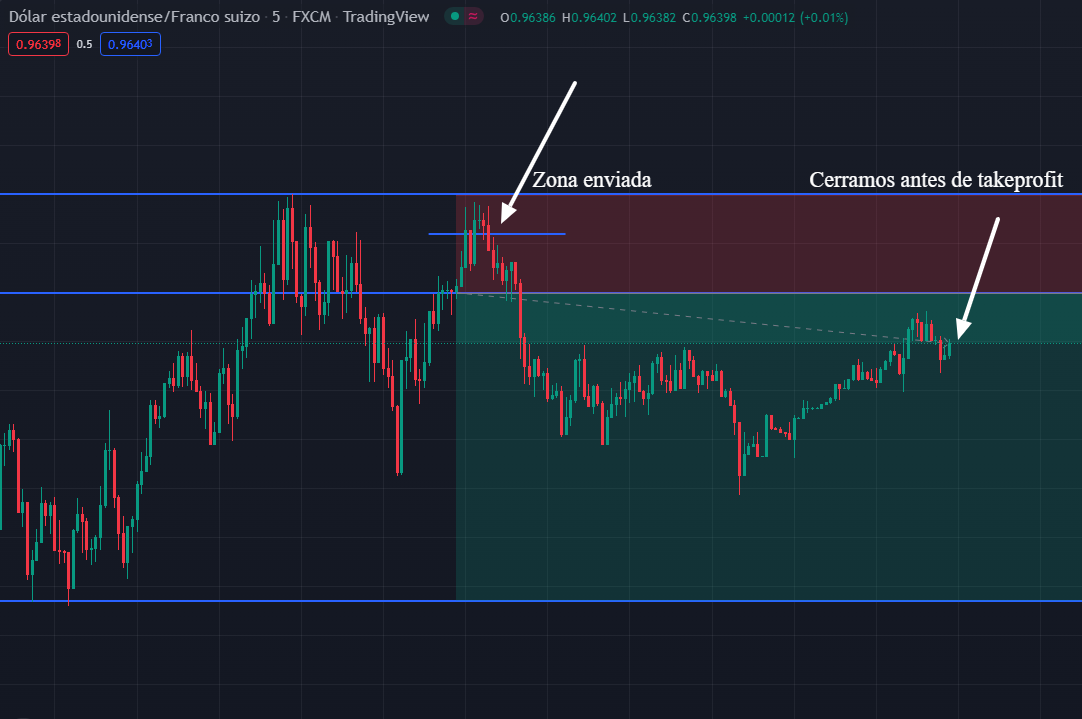 Dólar estadounidense/Franco suizo · 5 · FXCM · TradingView ≈ O0.96386 H0.96402 L0.96382 C0.96398 +0.00012 (+0.01%)
0.96398 0.5 0.96403
Zona enviada
Cerramos antes de takeprofit